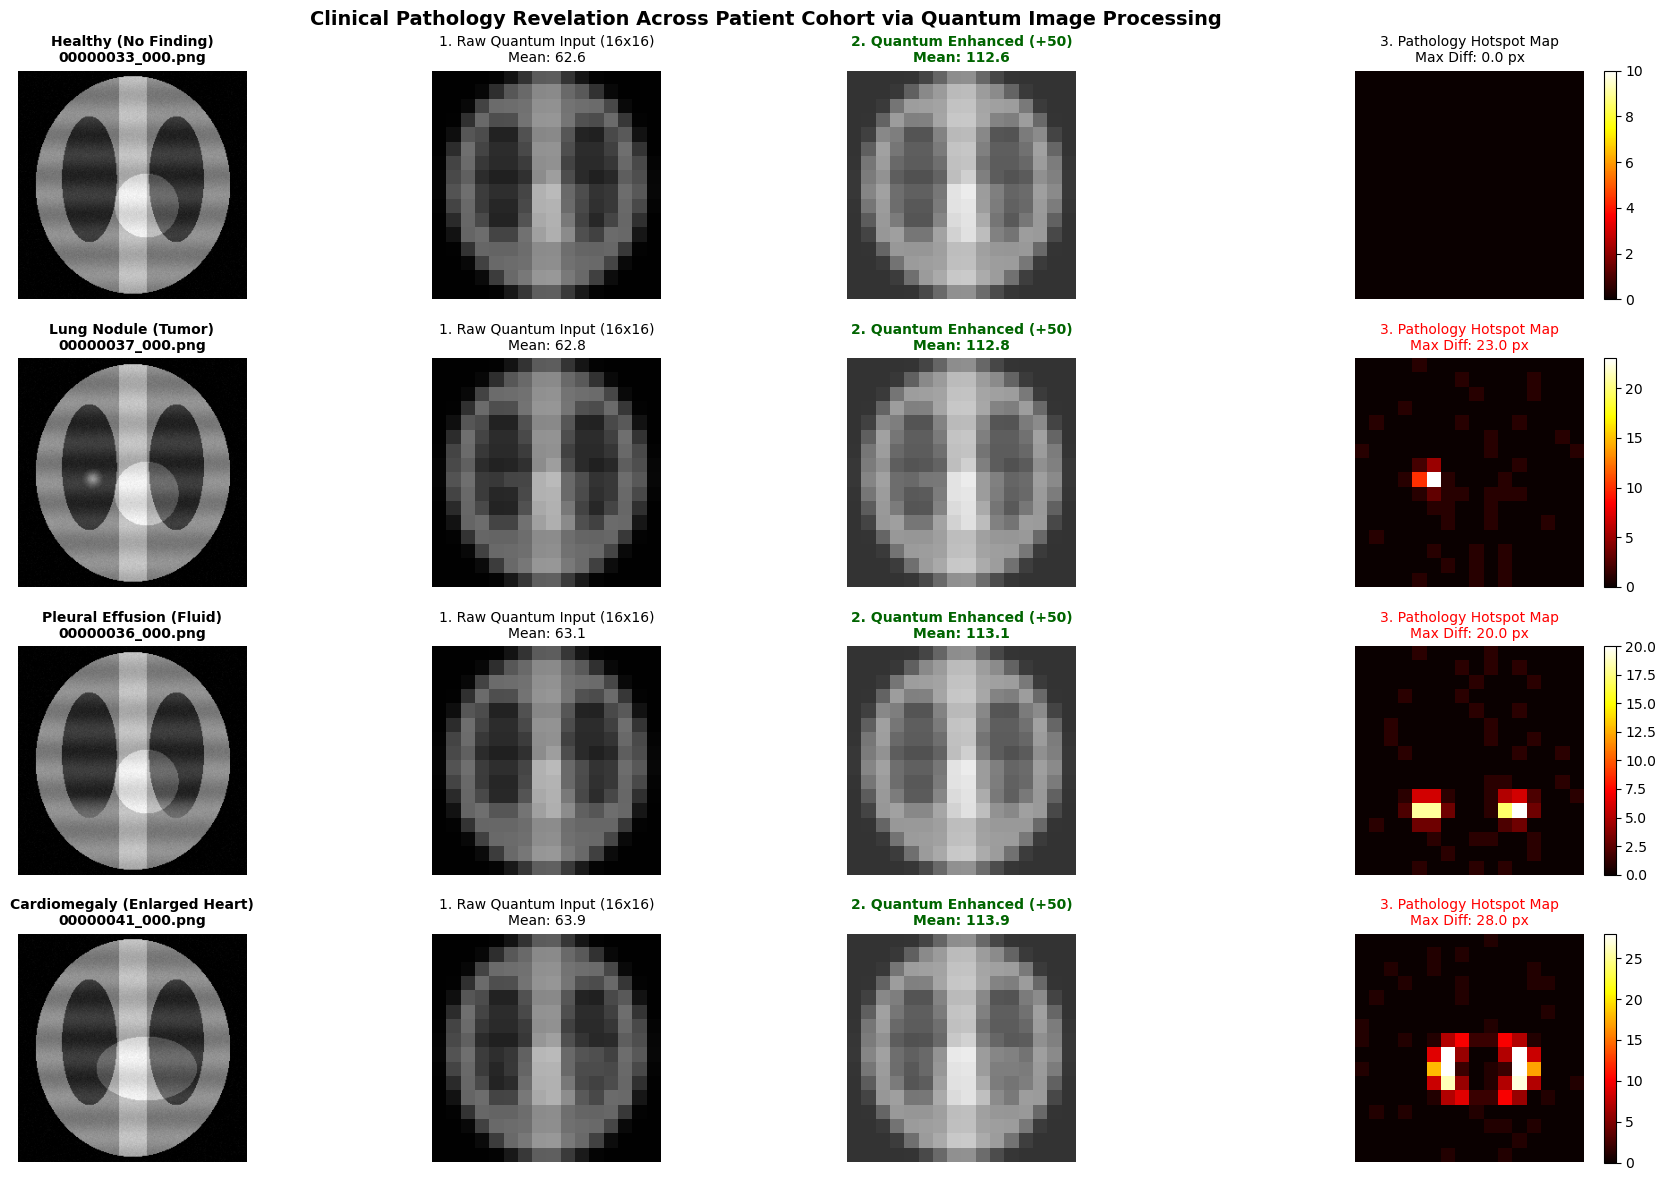 Clinical Pathology Revelation Across Patient Cohort via Quantum Image Processing
Healthy (No Finding)
00000033_000.png
1. Raw Quantum Input (16x16)
Mean: 62.6
2. Quantum Enhanced (+50)
Mean: 112.6
3. Pathology Hotspot Map
Max Diff: 0.0 px
10
8
6
4
2
0
Lung Nodule (Tumor)
00000037_000.png
1. Raw Quantum Input (16x16)
Mean: 62.8
2. Quantum Enhanced (+50)
Mean: 112.8
3. Pathology Hotspot Map
Max Diff: 23.0 px
20
15
10
5
0
Pleural Effusion (Fluid)
00000036_000.png
1. Raw Quantum Input (16x16)
Mean: 63.1
2. Quantum Enhanced (+50)
Mean: 113.1
3. Pathology Hotspot Map
Max Diff: 20.0 px
20.0
17.5
15.0
12.5
10.0
7.5
5.0
2.5
0.0
Cardiomegaly (Enlarged Heart)
00000041_000.png
1. Raw Quantum Input (16x16)
Mean: 63.9
2. Quantum Enhanced (+50)
Mean: 113.9
3. Pathology Hotspot Map
Max Diff: 28.0 px
25
20
15
10
5
0